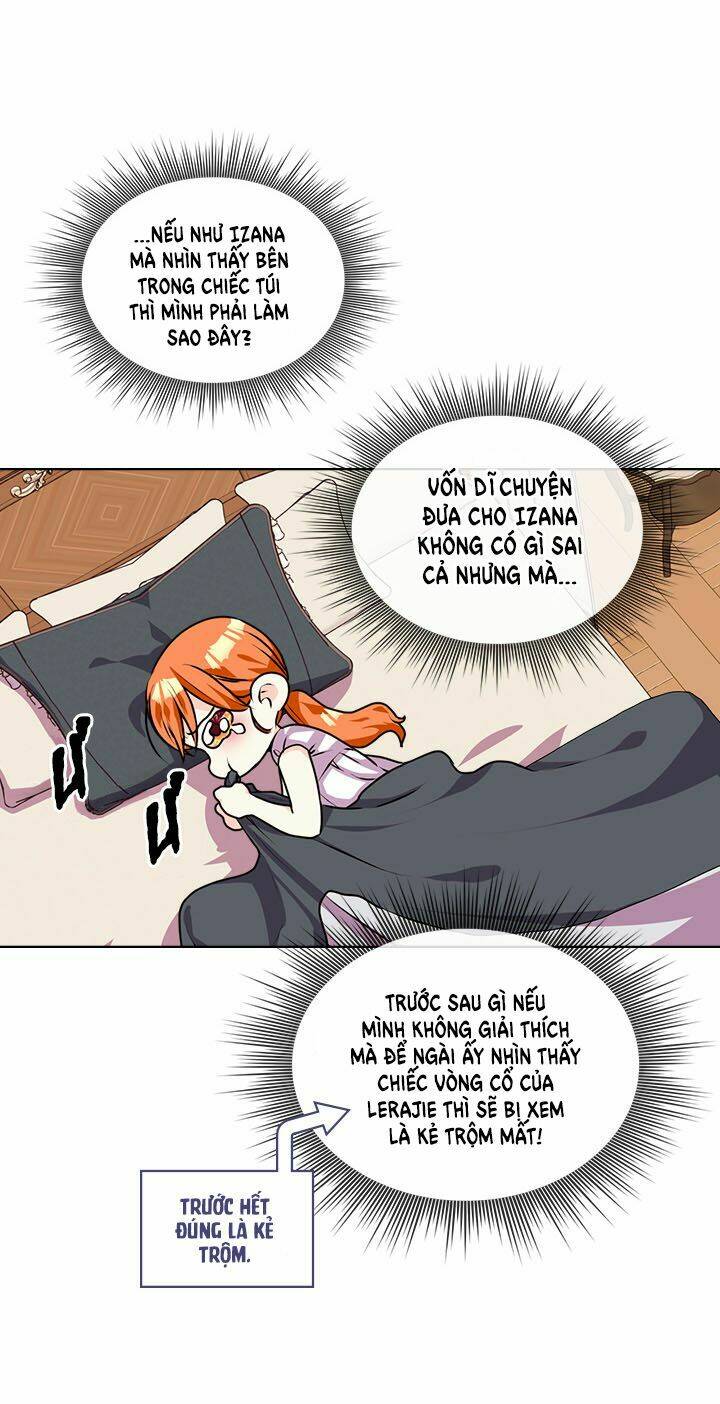 ...NẾU NHƯ IZANA
MÀ NHÌN THẤY BÊN
TRONG CHIẾC TÚI
THÌ MÌNH PHẢI LÀM
SAO ĐÂY?
VỐN DĨ CHUYỆN
ĐƯA CHO IZANA
KHÔNG CÓ GÌ SAI
CẢ NHƯNG MÀ...
Ư
Ư
TRƯỚC SAU GÌ NẾU
MÌNH KHÔNG GIẢI THÍCH
MÀ ĐỂ NGÀI ẤY NHÌN THẤY
CHIẾC VÒNG CỔ CỦA
LERAJIE THÌ SẼ BỊ XEM
LÀ KẺ TRỘM MẤT!
TRƯỚC HẾT
ĐÚNG LÀ KẺ
TRỘM.